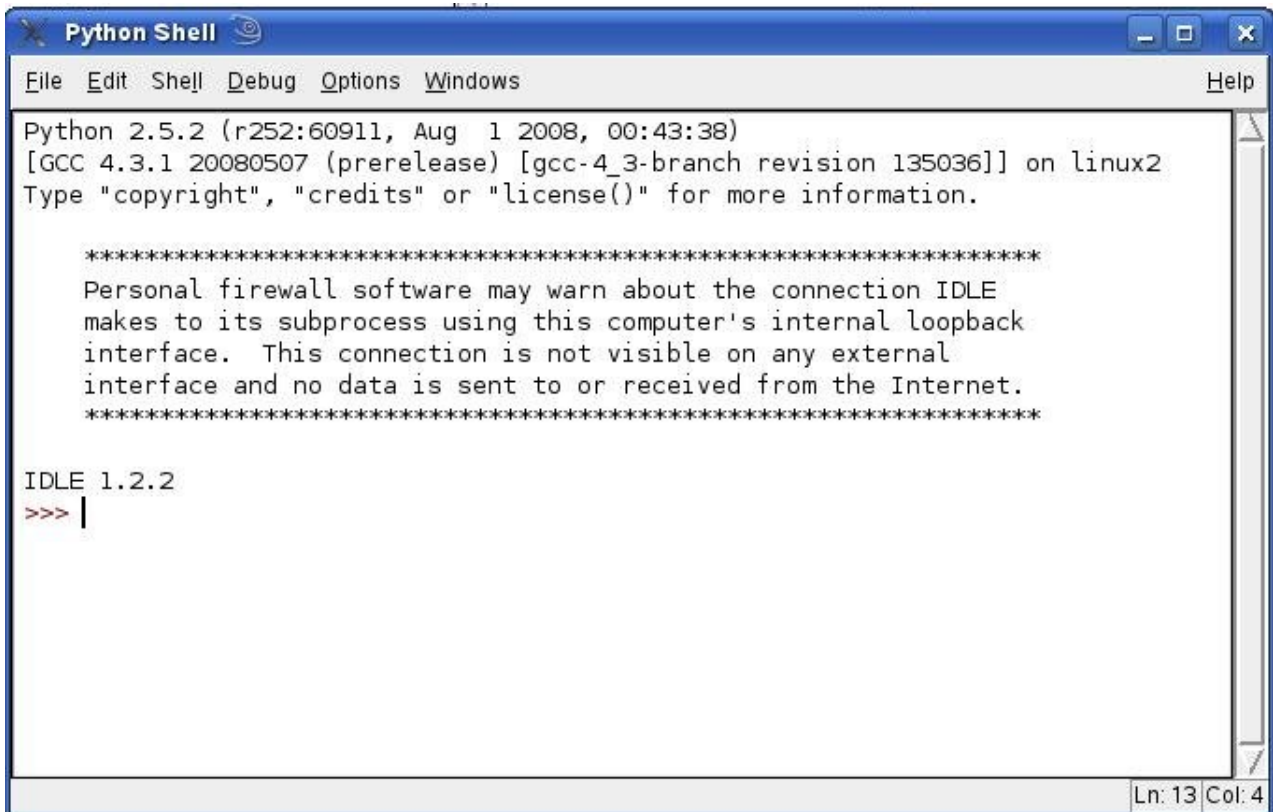 Python Shell
File Edit Shell Debug Options Windows Help
Python 2.5.2 (r252:60911, Aug  1 2008, 00:43:38)
[GCC 4.3.1 20080507 (prerelease) [gcc-4_3-branch revision 135036]] on linux2
Type "copyright", "credits" or "license()" for more information.
****************************************************************
Personal firewall software may warn about the connection IDLE
makes to its subprocess using this computer's internal loopback
interface.  This connection is not visible on any external
interface and no data is sent to or received from the Internet.
****************************************************************
IDLE 1.2.2
>>>
Ln: 13 Col: 4